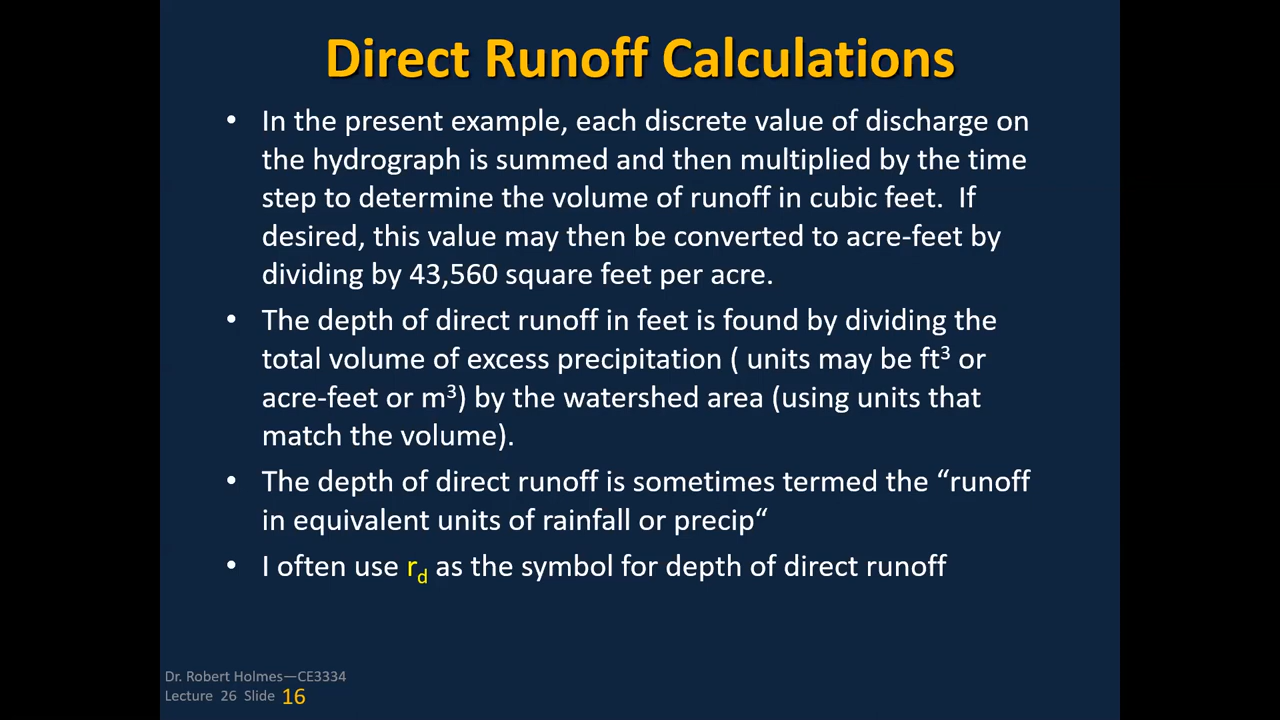 Direct Runoff Calculations
• In the present example, each discrete value of discharge on
the hydrograph is summed and then multiplied by the time
step to determine the volume of runoff in cubic feet.  If
desired, this value may then be converted to acre-feet by
dividing by 43,560 square feet per acre.
• The depth of direct runoff in feet is found by dividing the
total volume of excess precipitation ( units may be ft³ or
acre-feet or m³) by the watershed area (using units that
match the volume).
• The depth of direct runoff is sometimes termed the “runoff
in equivalent units of rainfall or precip“
• I often use r_d as the symbol for depth of direct runoff
Dr. Robert Holmes—CE3334
Lecture 26 Slide 16